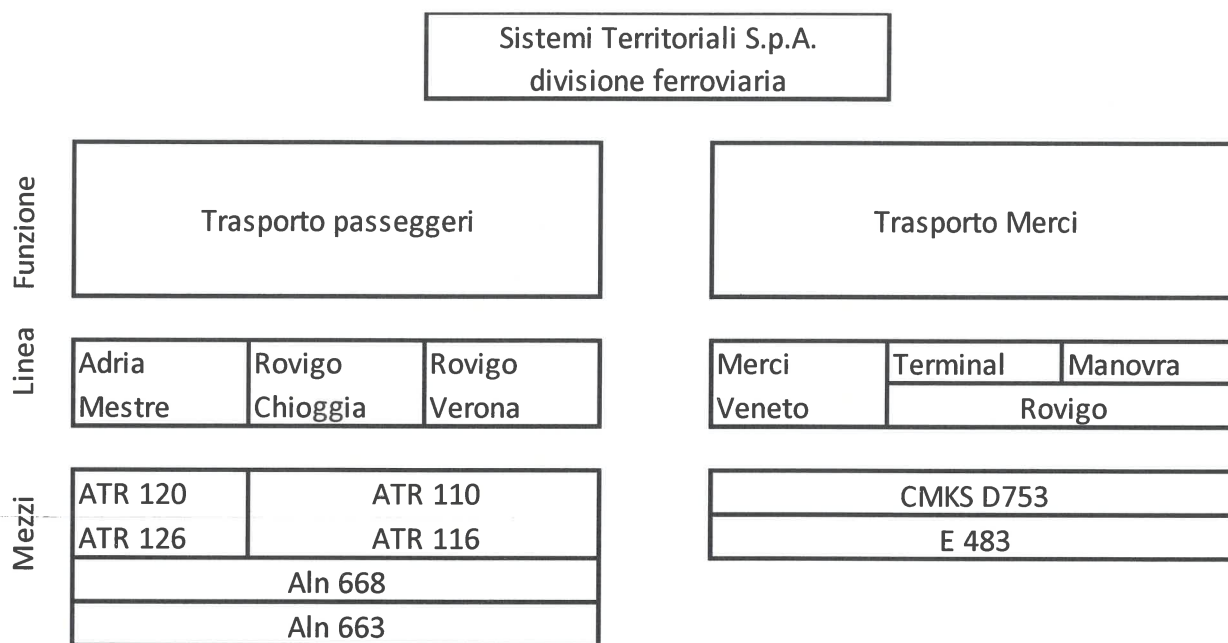 Sistemi Territoriali S.p.A.
divisione ferroviaria
Funzione
Trasporto passeggeri
Trasporto Merci
Linea
Adria
Mestre
Rovigo
Chioggia
Rovigo
Verona
Merci
Veneto
Terminal
Manovra
Rovigo
Mezzi
ATR 120
ATR 126
ATR 110
ATR 116
Aln 668
Aln 663
CMKS D753
E 483